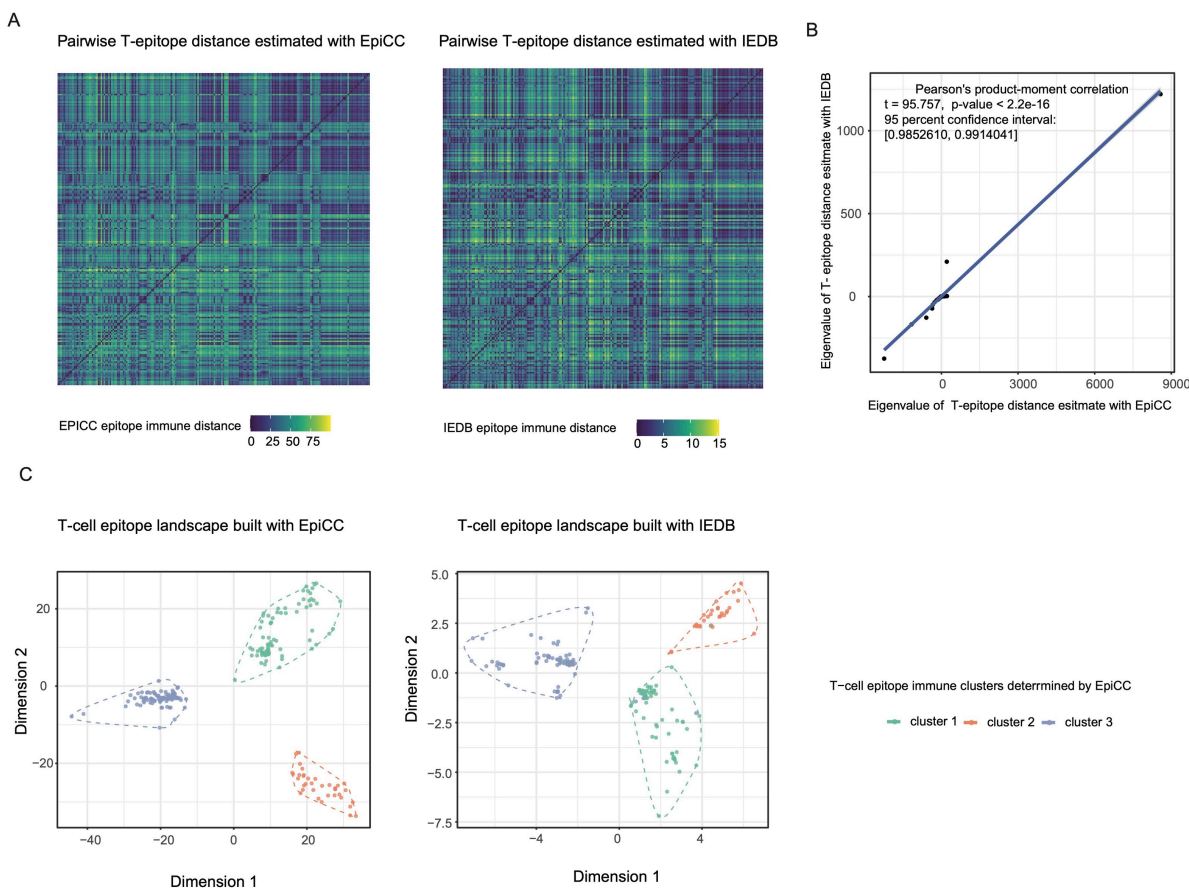 A
Pairwise T-epitope distance estimated with EpiCC
Pairwise T-epitope distance estimated with IEDB
EPICC epitope immune distance
0 25 50 75
IEDB epitope immune distance
0 5 10 15
B
Pearson's product-moment correlation
t = 95.757, p-value < 2.2e-16
95 percent confidence interval:
[0.9852610, 0.9914041]
Eigenvalue of T- epitope distance esitmate with IEDB
1000
500
0
0 3000 6000 9000
Eigenvalue of T-epitope distance esitmate with EpiCC
C
T-cell epitope landscape built with EpiCC
Dimension 2
20
0
−20
−40 −20 0 20
Dimension 1
T-cell epitope landscape built with IEDB
Dimension 2
5.0
2.5
0.0
−2.5
−5.0
−7.5
−4 0 4
Dimension 1
T−cell epitope immune clusters deterrmined by EpiCC
cluster 1 cluster 2 cluster 3